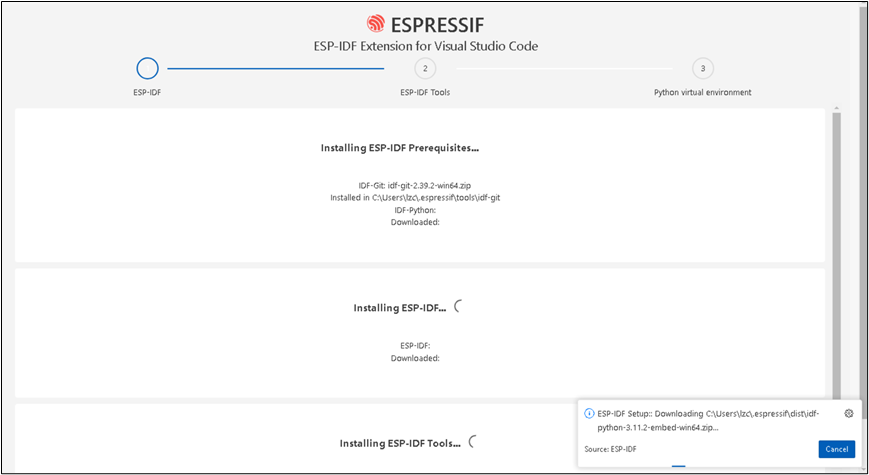 ESPRESSIF
ESP-IDF Extension for Visual Studio Code
2
3
ESP-IDF
ESP-IDF Tools
Python virtual environment
Installing ESP-IDF Prerequisites...
IDF-Git: idf-git-2.39.2-win64.zip
Installed in C:\Users\lzc\.espressif\tools\idf-git
IDF-Python:
Downloaded:
Installing ESP-IDF...
ESP-IDF:
Downloaded:
Installing ESP-IDF Tools...
ESP-IDF Setup:: Downloading C:\Users\lzc\.espressif\dist\idf-
python-3.11.2-embed-win64.zip...
Source: ESP-IDF
Cancel